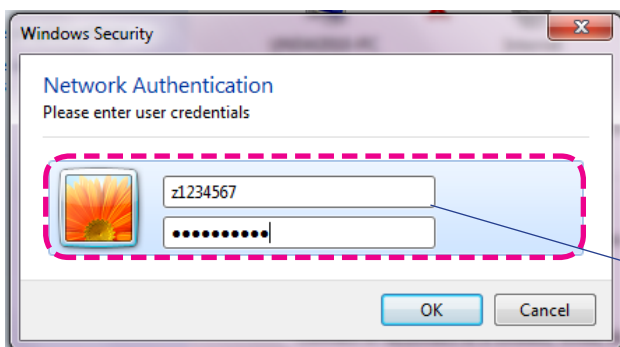 Windows Security
Network Authentication
Please enter user credentials
z1234567
●●●●●●●●●●
OK
Cancel